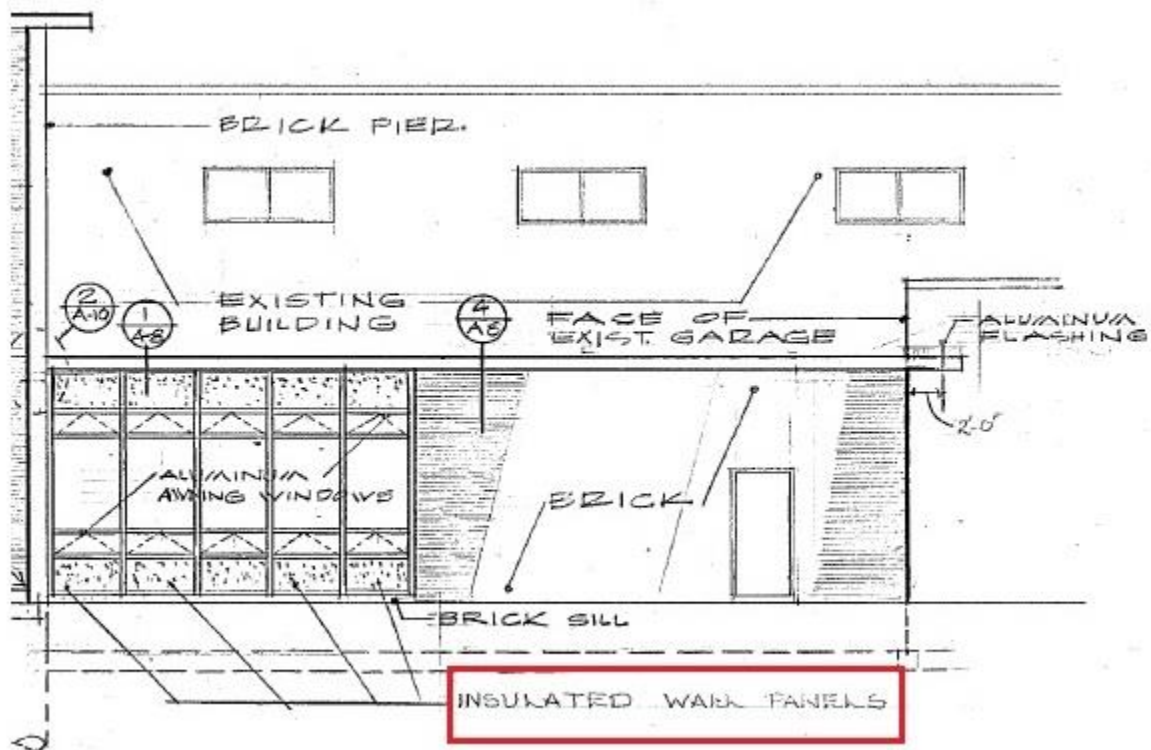 BRICK PIER.
2
A-10
1
A-8
EXISTING
BUILDING
4
A8
FACE OF
EXIST. GARAGE
ALUMINUM
FLASHING
2'-0"
ALUMINUM
AWNING WINDOWS
BRICK
BRICK SILL
INSULATED WALL PANELS